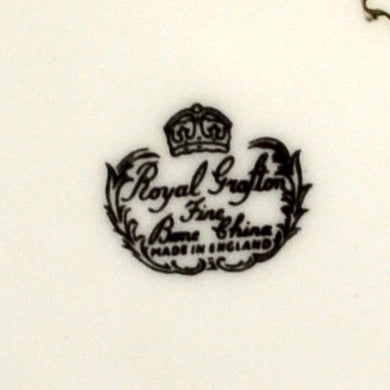 Royal Grafton
Fine
Bone China
MADE IN ENGLAND